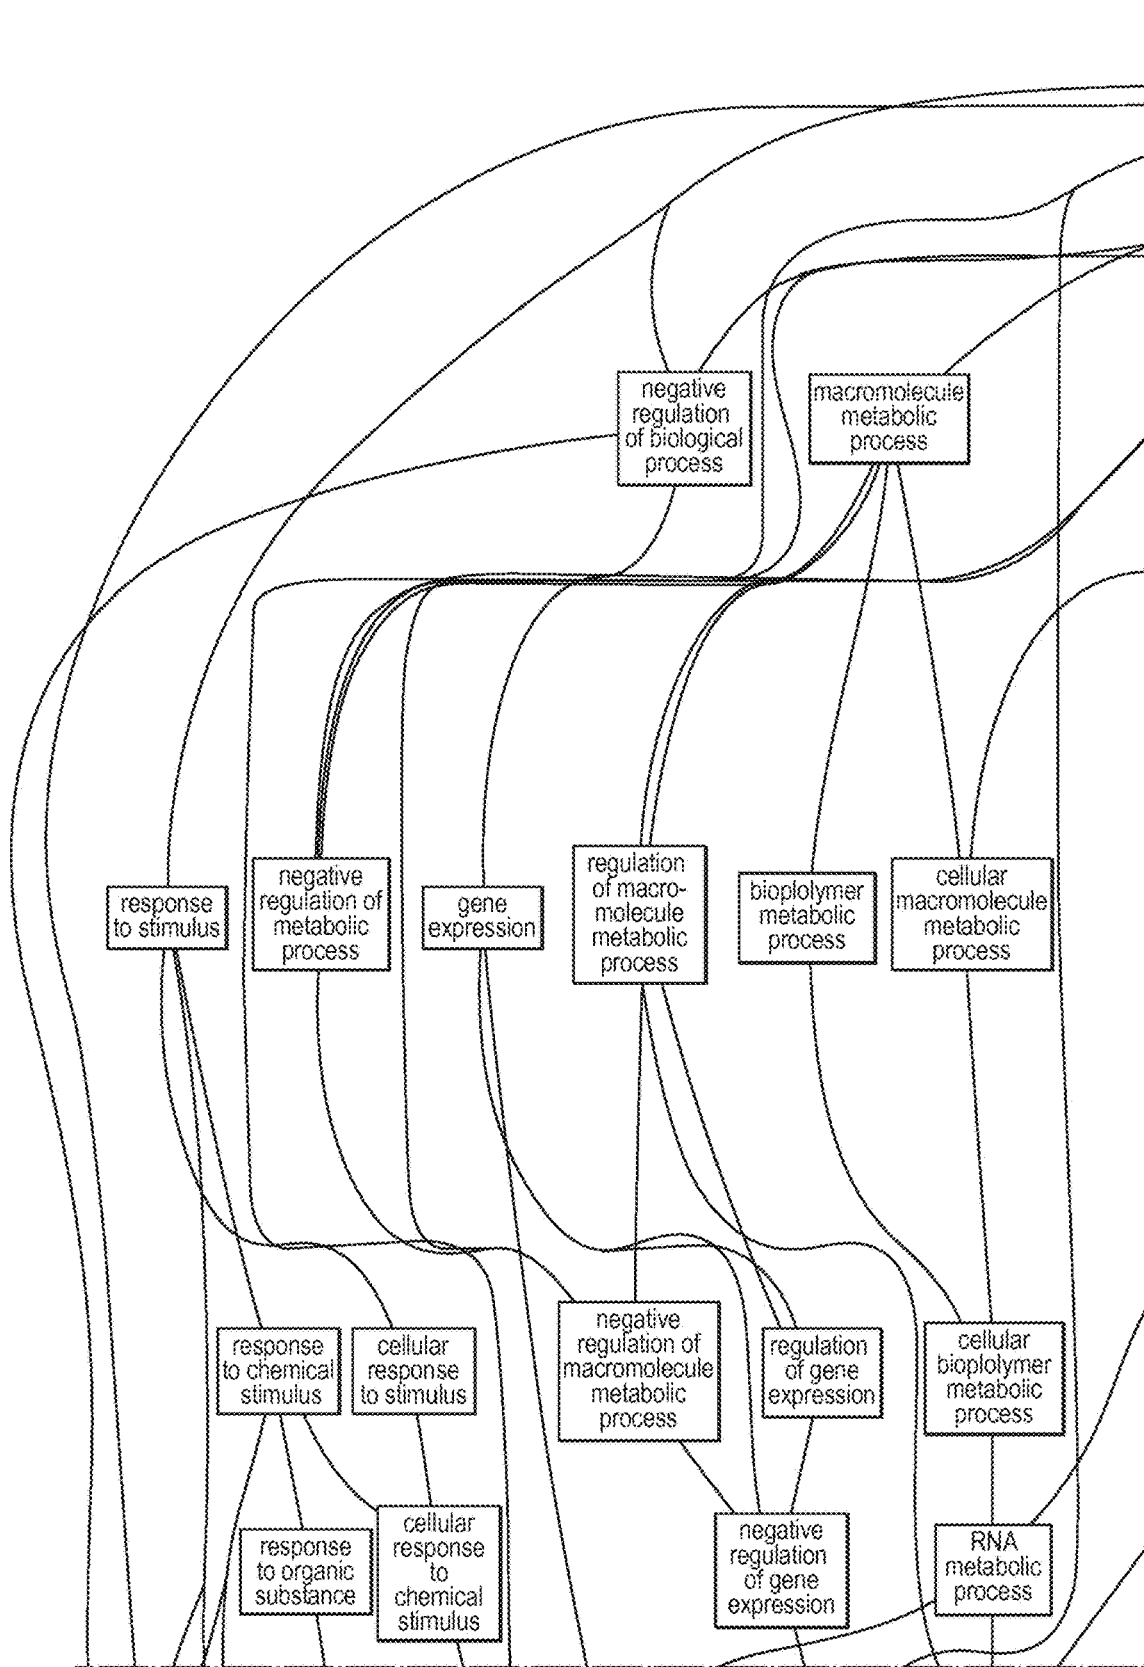 negative
regulation
of biological
process
macromolecule
metabolic
process
response
to stimulus
negative
regulation of
metabolic
process
gene
expression
regulation
of macro-
molecule
metabolic
process
bioplolymer
metabolic
process
cellular
macromolecule
metabolic
process
response
to chemical
stimulus
cellular
response
to stimulus
negative
regulation of
macromolecule
metabolic
process
regulation
of gene
expression
cellular
bioplolymer
metabolic
process
response
to organic
substance
cellular
response
to
chemical
stimulus
negative
regulation
of gene
expression
RNA
metabolic
process